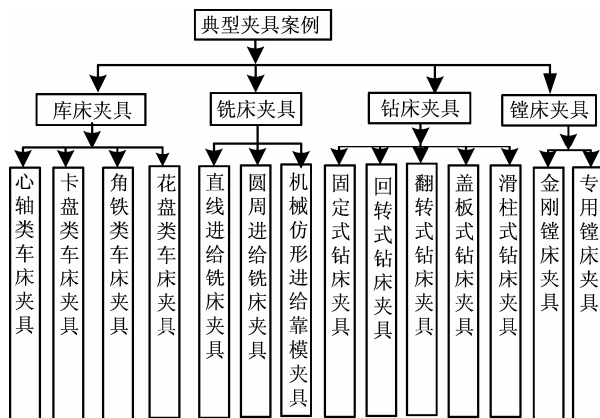 典型夹具案例
库床夹具
铣床夹具
钻床夹具
镗床夹具
心轴类车床夹具
卡盘类车床夹具
角铁类车床夹具
花盘类车床夹具
直线进给铣床夹具
圆周进给铣床夹具
机械仿形进给靠模夹具
固定式钻床夹具
回转式钻床夹具
翻转式钻床夹具
盖板式钻床夹具
滑柱式钻床夹具
金刚镗床夹具
专用镗床夹具